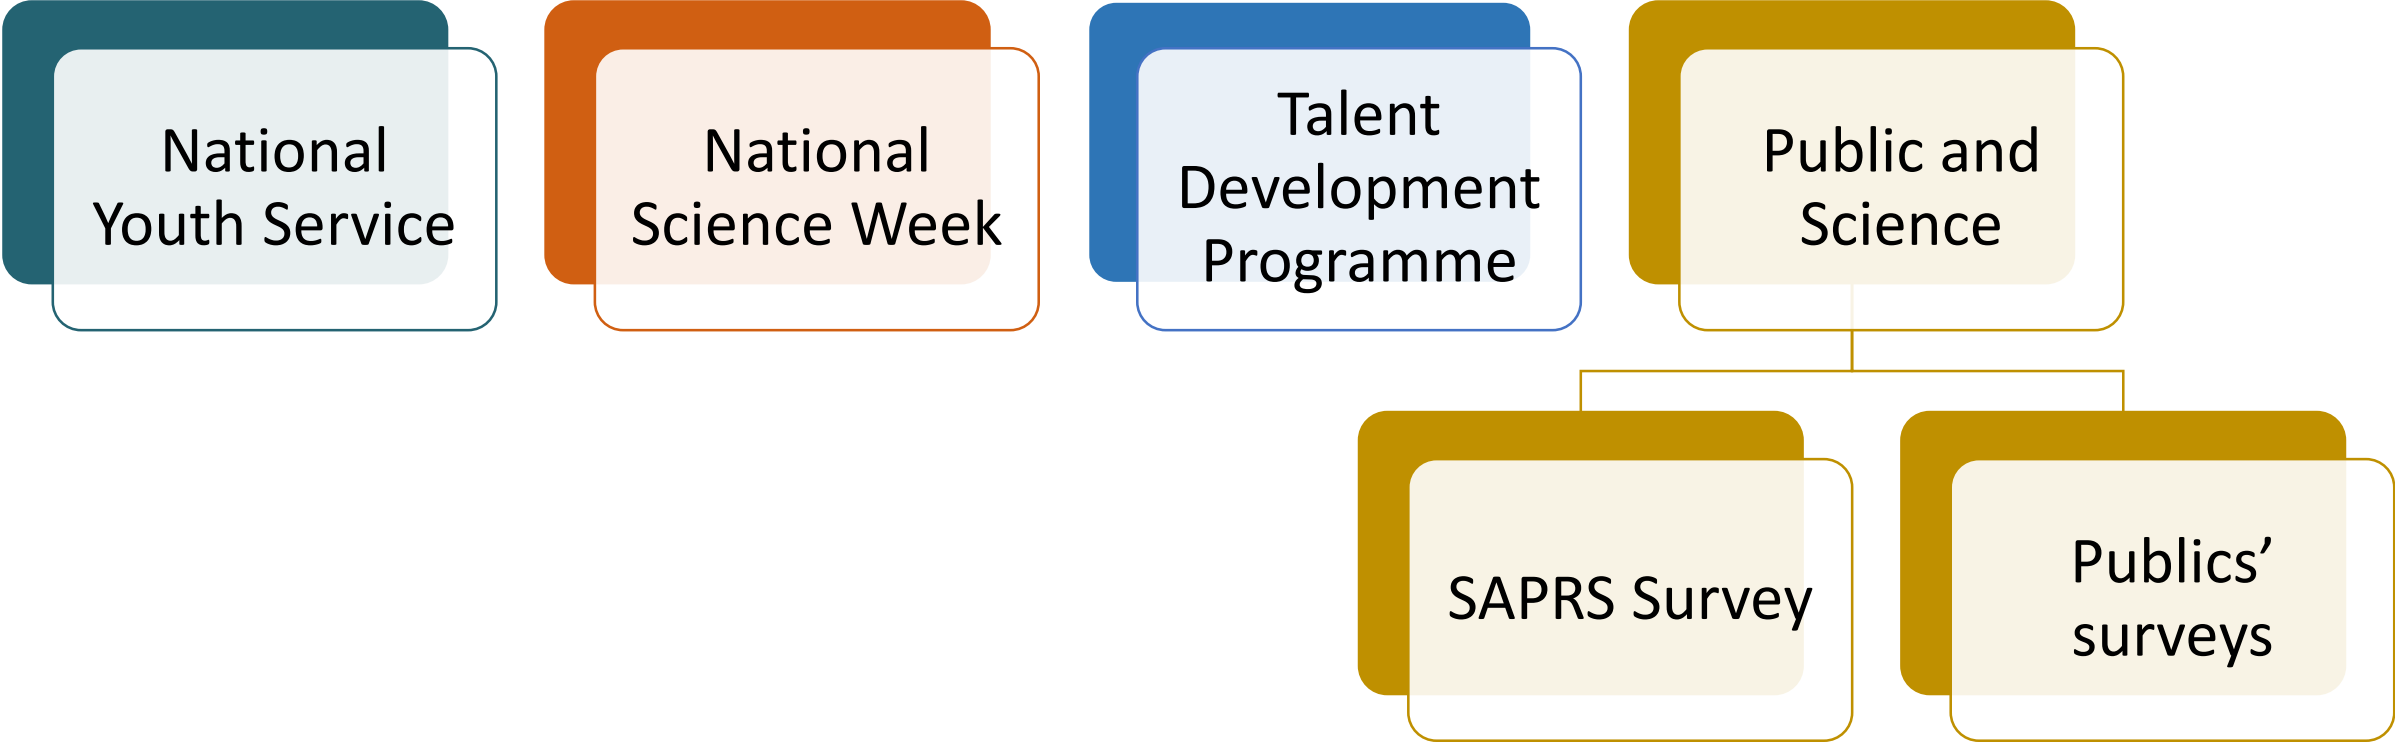 National
Youth Service
National
Science Week
Talent
Development
Programme
Public and
Science
SAPRS Survey
Publics’
surveys